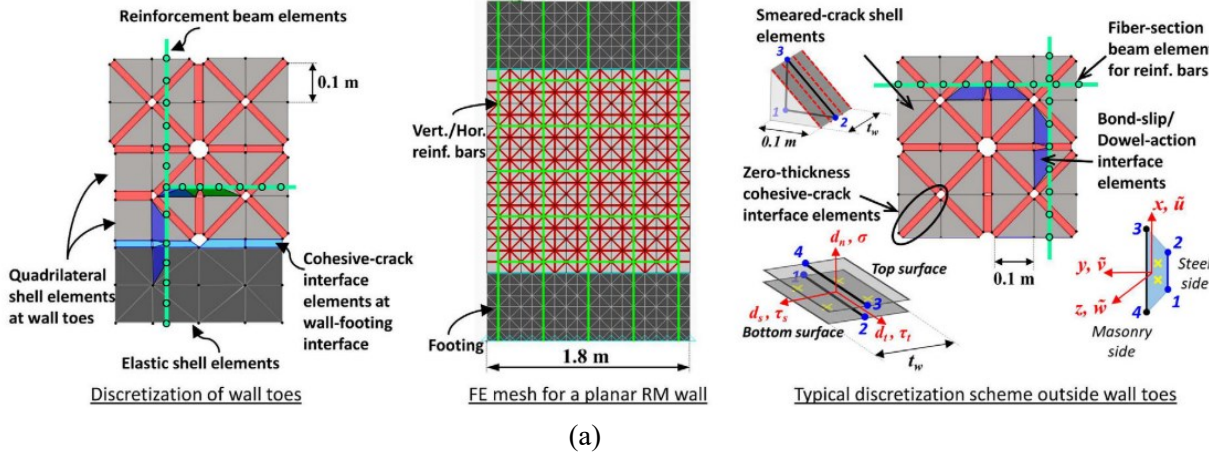 Reinforcement beam elements
0.1 m
Quadrilateral
shell elements
at wall toes
Cohesive-crack
interface
elements at
wall-footing
interface
Elastic shell elements
Discretization of wall toes
Vert./Hor.
reinf. bars
Footing
1.8 m
FE mesh for a planar RM wall
Smeared-crack shell
elements
3
1
2
0.1 m
t_w
Fiber-section
beam element
for reinf. bars
Bond-slip/
Dowel-action
interface
elements
Zero-thickness
cohesive-crack
interface elements
0.1 m
d_n, σ
Top surface
4
1
3
2
d_s, τ_s
Bottom surface
d_t, τ_t
t_w
x, ũ
3
2
y, ṽ
Steel
side
z, w̃
1
4
Masonry
side
Typical discretization scheme outside wall toes
(a)